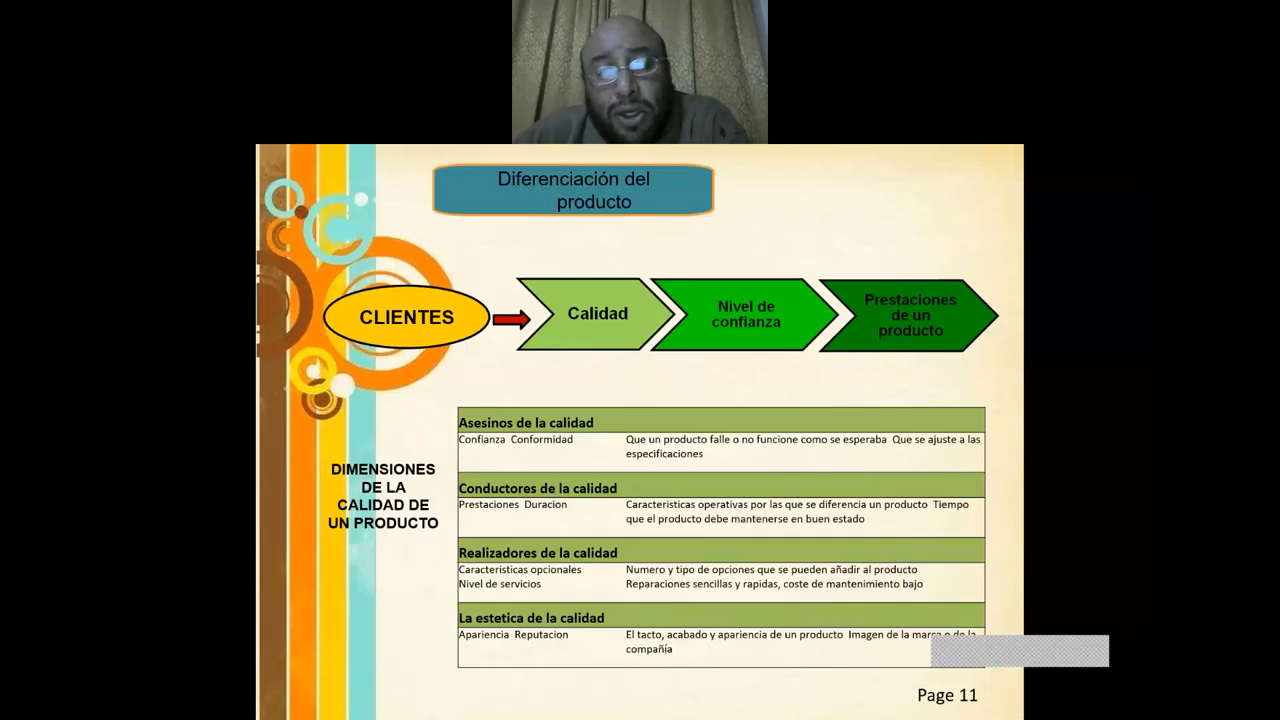 Diferenciación del
producto
CLIENTES
Calidad
Nivel de
confianza
Prestaciones
de un
producto
DIMENSIONES
DE LA
CALIDAD DE
UN PRODUCTO
Asesinos de la calidad
Confianza Conformidad
Que un producto falle o no funcione como se esperaba Que se ajuste a las
especificaciones
Conductores de la calidad
Prestaciones Duracion
Caracteristicas operativas por las que se diferencia un producto Tiempo
que el producto debe mantenerse en buen estado
Realizadores de la calidad
Caracteristicas opcionales
Numero y tipo de opciones que se pueden añadir al producto
Nivel de servicios
Reparaciones sencillas y rapidas, coste de mantenimiento bajo
La estetica de la calidad
Apariencia Reputacion
El tacto, acabado y apariencia de un producto Imagen de la marca o de la
compañía
Page 11